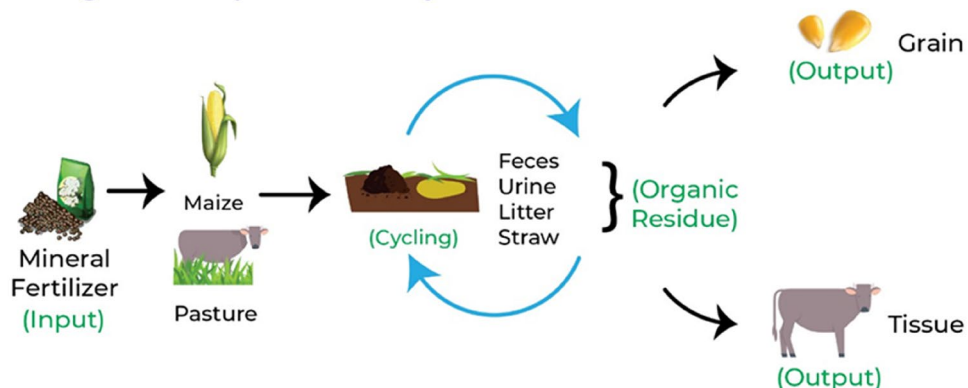 Mineral
Fertilizer
(Input)
Maize
Pasture
(Cycling)
Feces
Urine
Litter
Straw
(Organic
Residue)
Grain
(Output)
Tissue
(Output)